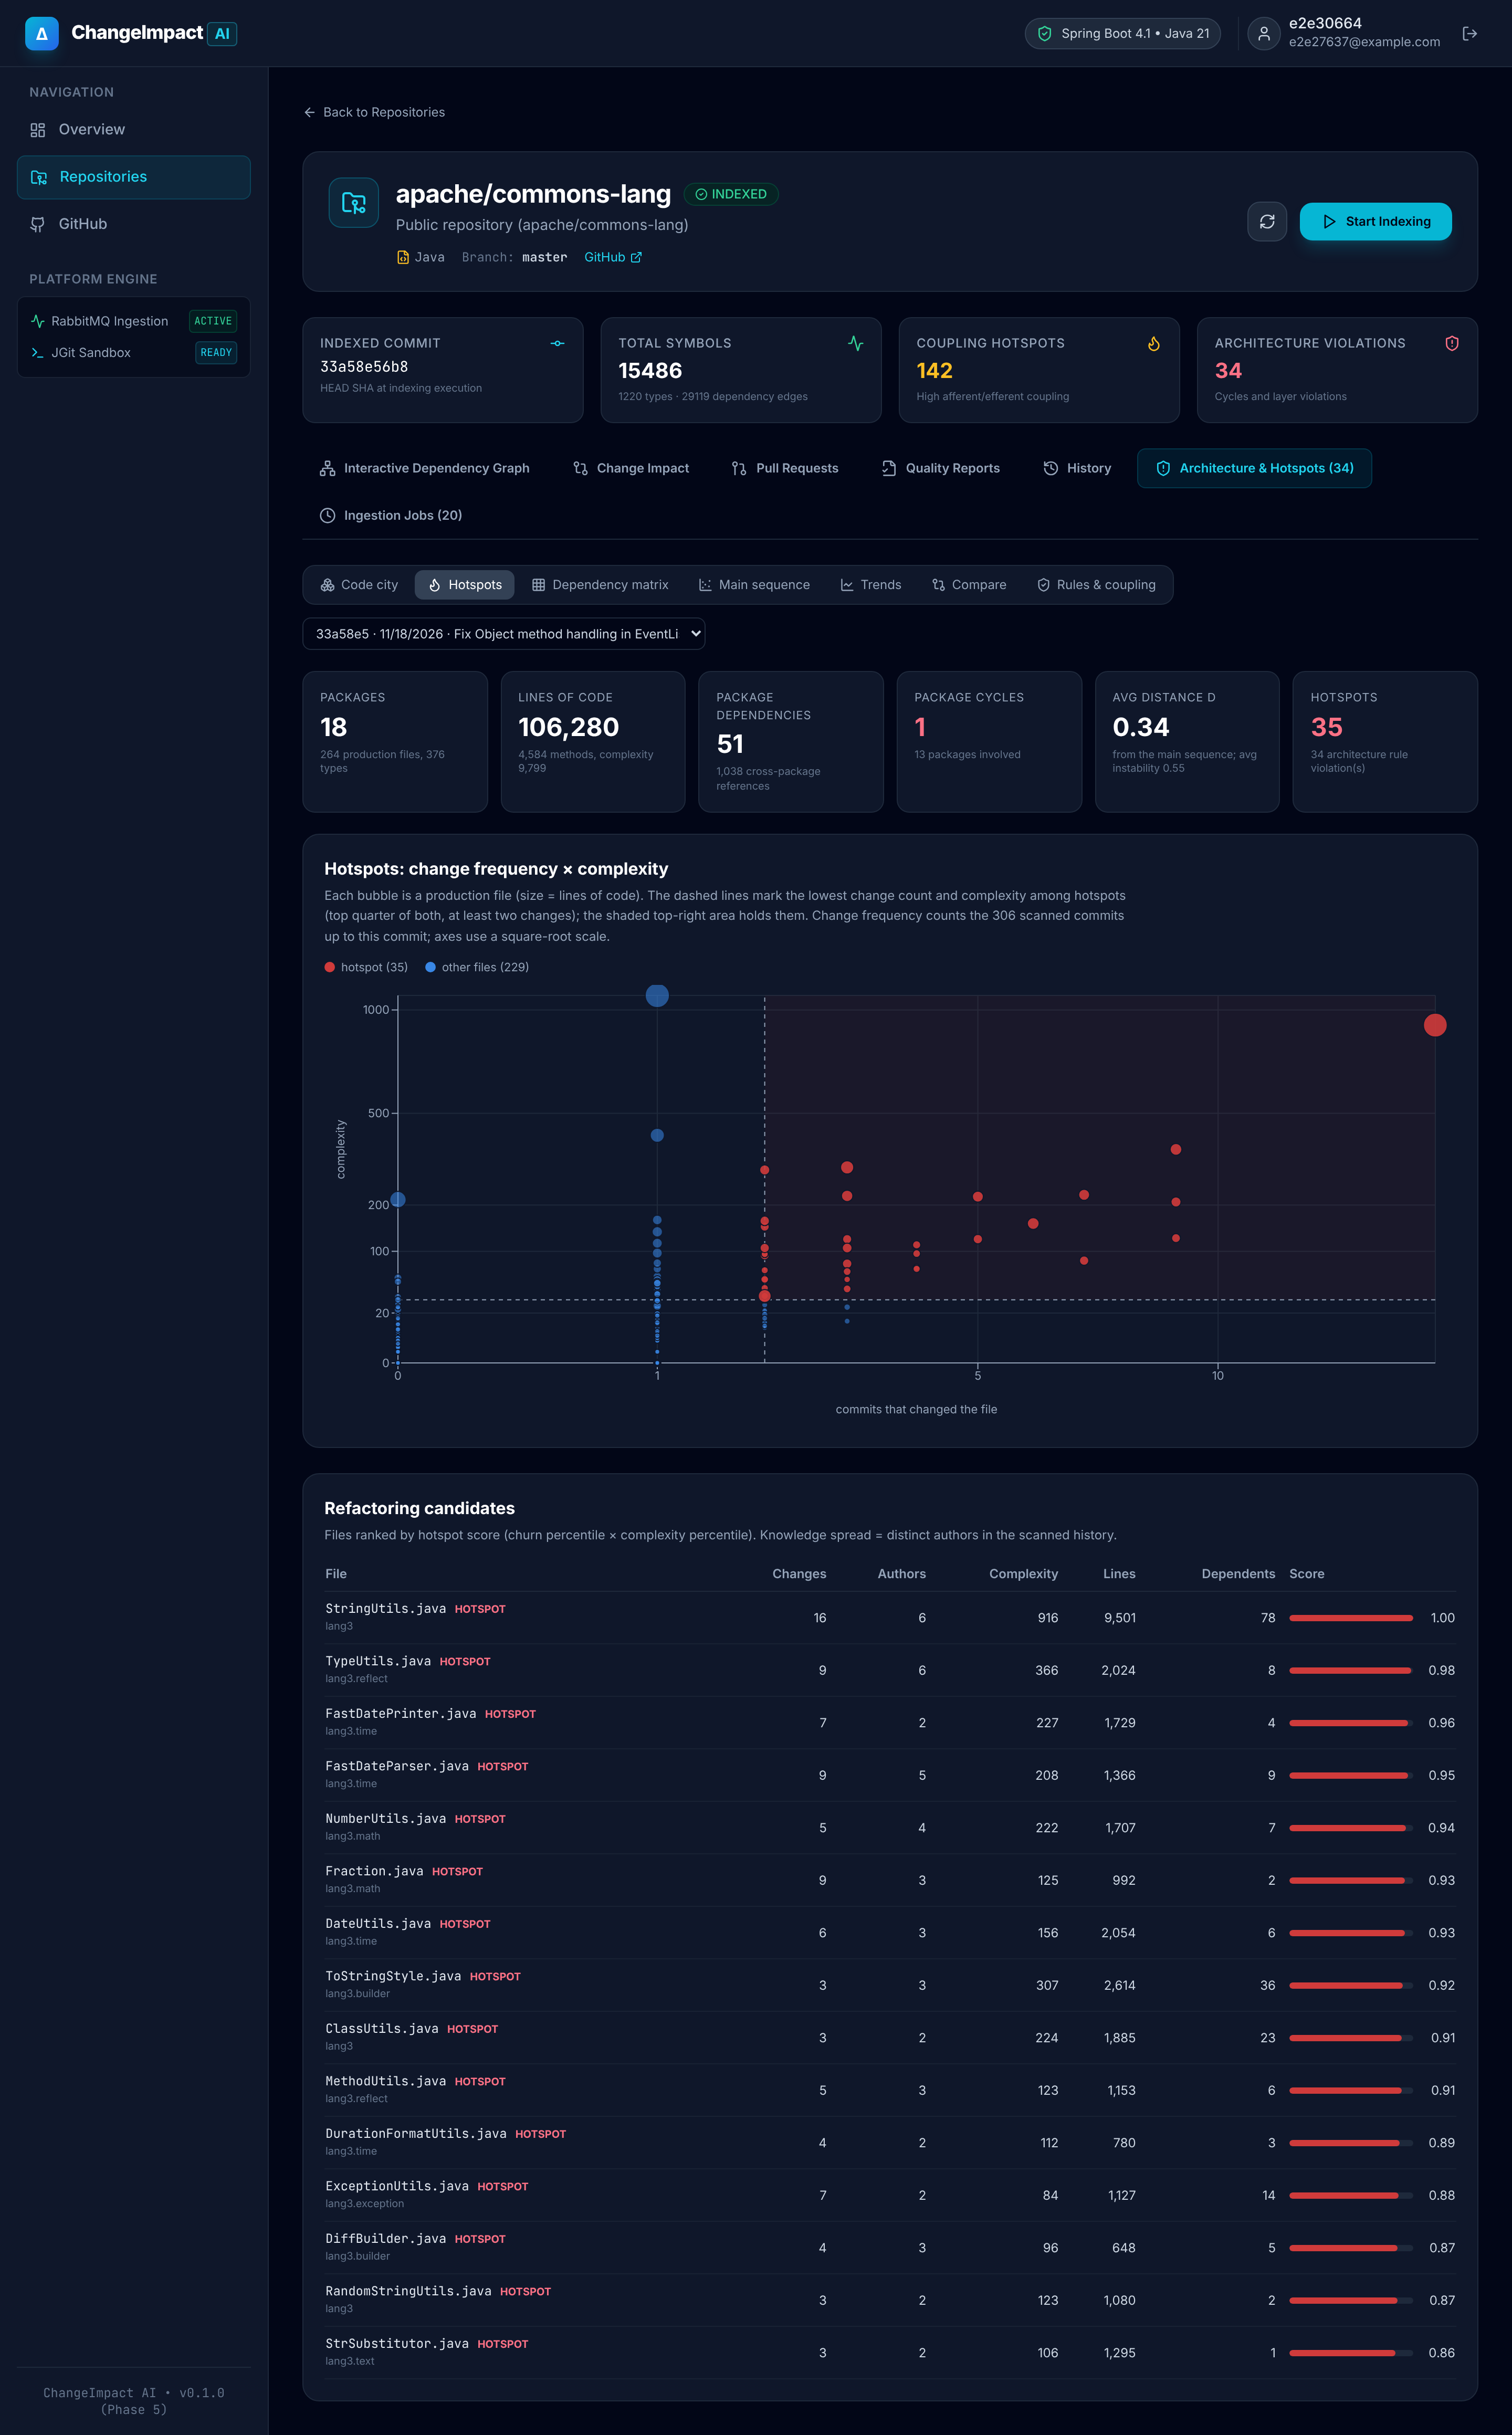 Δ
ChangeImpact AI
Spring Boot 4.1 • Java 21
e2e30664
e2e27637@example.com
NAVIGATION
Overview
Repositories
GitHub
PLATFORM ENGINE
RabbitMQ Ingestion ACTIVE
JGit Sandbox READY
ChangeImpact AI • v0.1.0
(Phase 5)
Back to Repositories
apache/commons-lang INDEXED
Public repository (apache/commons-lang)
Java Branch: master GitHub
Start Indexing
INDEXED COMMIT
33a58e56b8
HEAD SHA at indexing execution
TOTAL SYMBOLS
15486
1220 types · 29119 dependency edges
COUPLING HOTSPOTS
142
High afferent/efferent coupling
ARCHITECTURE VIOLATIONS
34
Cycles and layer violations
Interactive Dependency Graph Change Impact Pull Requests Quality Reports History Architecture & Hotspots (34)
Ingestion Jobs (20)
Code city Hotspots Dependency matrix Main sequence Trends Compare Rules & coupling
33a58e5 · 11/18/2026 · Fix Object method handling in EventLi
PACKAGES
18
264 production files, 376
types
LINES OF CODE
106,280
4,584 methods, complexity
9,799
PACKAGE
DEPENDENCIES
51
1,038 cross-package
references
PACKAGE CYCLES
1
13 packages involved
AVG DISTANCE D
0.34
from the main sequence; avg
instability 0.55
HOTSPOTS
35
34 architecture rule
violation(s)
Hotspots: change frequency × complexity
Each bubble is a production file (size = lines of code). The dashed lines mark the lowest change count and complexity among hotspots
(top quarter of both, at least two changes); the shaded top-right area holds them. Change frequency counts the 306 scanned commits
up to this commit; axes use a square-root scale.
hotspot (35) other files (229)
1000
500
200
100
20
0
complexity
0 1 5 10
commits that changed the file
Refactoring candidates
Files ranked by hotspot score (churn percentile × complexity percentile). Knowledge spread = distinct authors in the scanned history.
File Changes Authors Complexity Lines Dependents Score
StringUtils.java HOTSPOT
lang3
16 6 916 9,501 78 1.00
TypeUtils.java HOTSPOT
lang3.reflect
9 6 366 2,024 8 0.98
FastDatePrinter.java HOTSPOT
lang3.time
7 2 227 1,729 4 0.96
FastDateParser.java HOTSPOT
lang3.time
9 5 208 1,366 9 0.95
NumberUtils.java HOTSPOT
lang3.math
5 4 222 1,707 7 0.94
Fraction.java HOTSPOT
lang3.math
9 3 125 992 2 0.93
DateUtils.java HOTSPOT
lang3.time
6 3 156 2,054 6 0.93
ToStringStyle.java HOTSPOT
lang3.builder
3 3 307 2,614 36 0.92
ClassUtils.java HOTSPOT
lang3
3 2 224 1,885 23 0.91
MethodUtils.java HOTSPOT
lang3.reflect
5 3 123 1,153 6 0.91
DurationFormatUtils.java HOTSPOT
lang3.time
4 2 112 780 3 0.89
ExceptionUtils.java HOTSPOT
lang3.exception
7 2 84 1,127 14 0.88
DiffBuilder.java HOTSPOT
lang3.builder
4 3 96 648 5 0.87
RandomStringUtils.java HOTSPOT
lang3
3 2 123 1,080 2 0.87
StrSubstitutor.java HOTSPOT
lang3.text
3 2 106 1,295 1 0.86